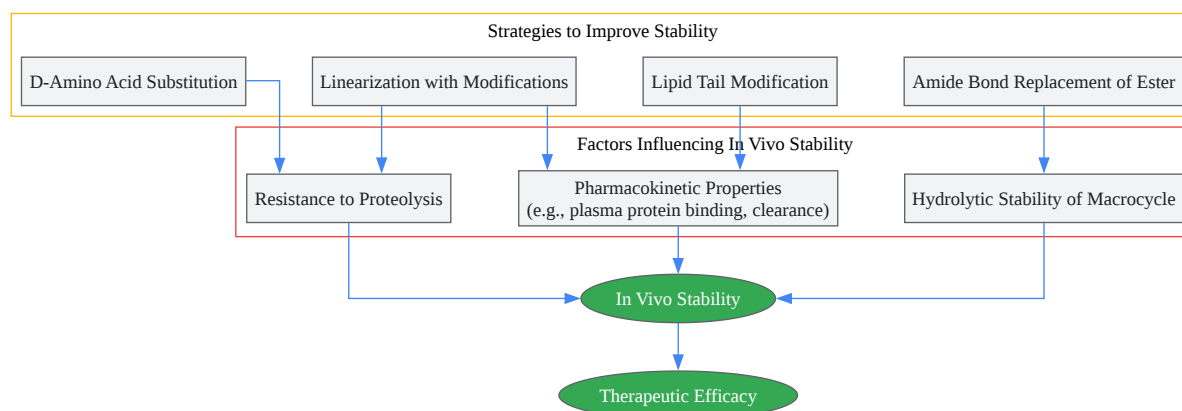 Strategies to Improve Stability
D-Amino Acid Substitution
Linearization with Modifications
Lipid Tail Modification
Amide Bond Replacement of Ester
Factors Influencing In Vivo Stability
Resistance to Proteolysis
Pharmacokinetic Properties
(e.g., plasma protein binding, clearance)
Hydrolytic Stability of Macrocycle
In Vivo Stability
Therapeutic Efficacy